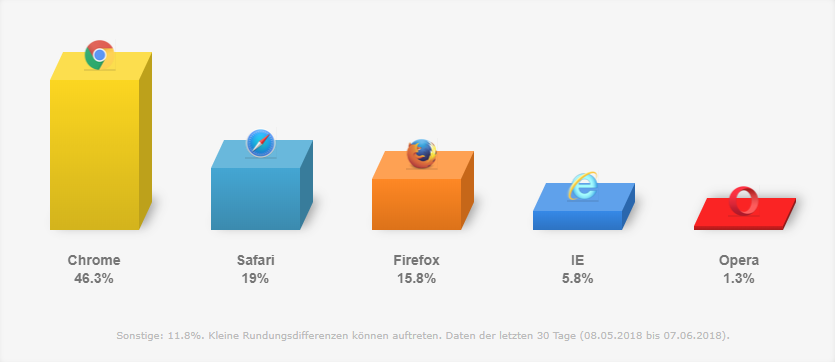 Chrome Safari Firefox IE Opera
46.3% 19% 15.8% 5.8% 1.3%
Sonstige: 11.8%. Kleine Rundungsdifferenzen können auftreten. Daten der letzten 30 Tage (08.05.2018 bis 07.06.2018).